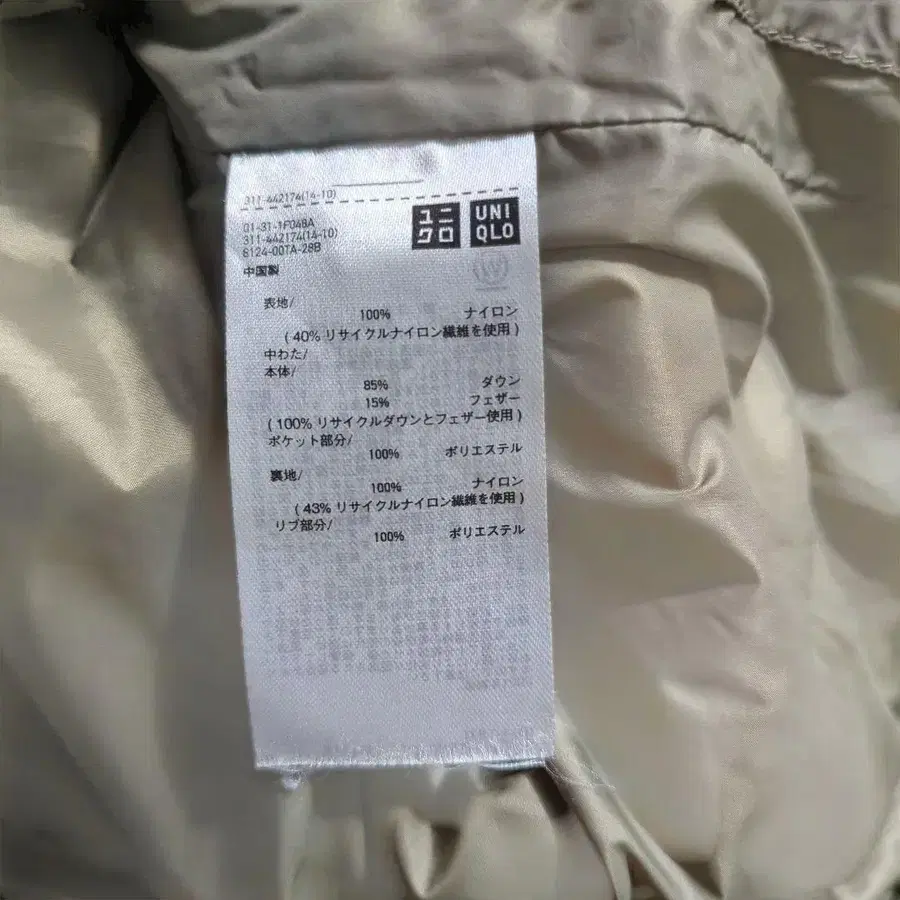 311-442174(14-10)
01-31-1F048A
311-442174(14-10)
8124-00TA-28B
中国製
ユニ
クロ
UNI
QLO
表地/
100% ナイロン
( 40% リサイクルナイロン繊維を使用 )
中わた/
本体/
85% ダウン
15% フェザー
( 100% リサイクルダウンとフェザー使用 )
ポケット部分/
100% ポリエステル
裏地/
100% ナイロン
( 43% リサイクルナイロン繊維を使用 )
リブ部分/
100% ポリエステル